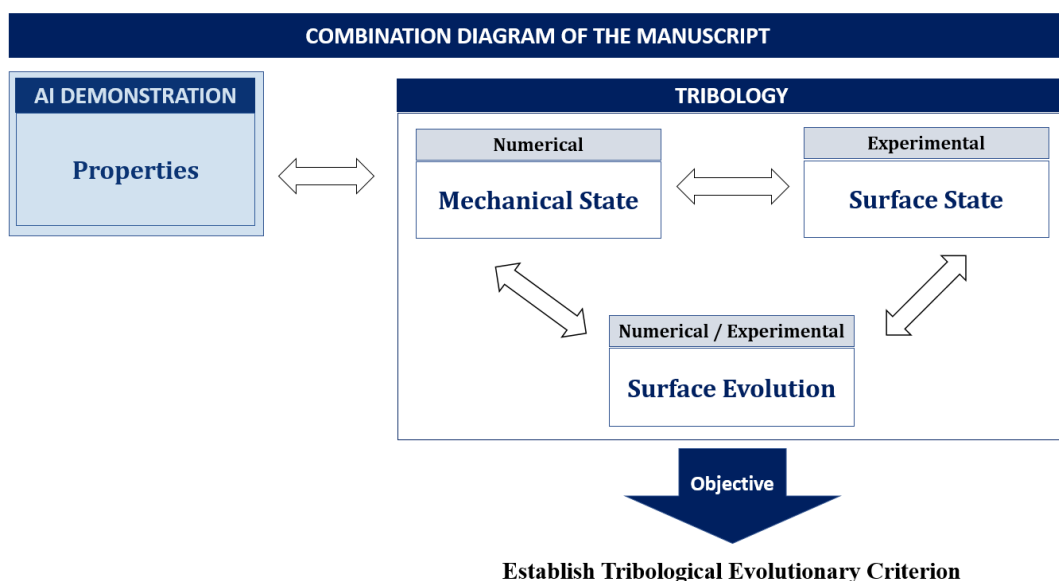 COMBINATION DIAGRAM OF THE MANUSCRIPT
AI DEMONSTRATION
Properties
TRIBOLOGY
Numerical
Mechanical State
Experimental
Surface State
Numerical / Experimental
Surface Evolution
Objective
Establish Tribological Evolutionary Criterion